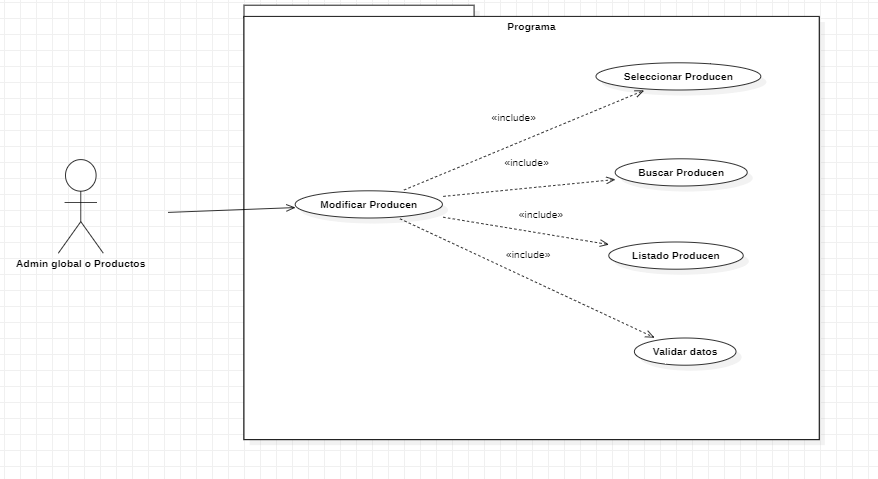 Programa
Seleccionar Producen
«include»
«include»
Buscar Producen
Modificar Producen
«include»
Listado Producen
«include»
Admin global o Productos
Validar datos